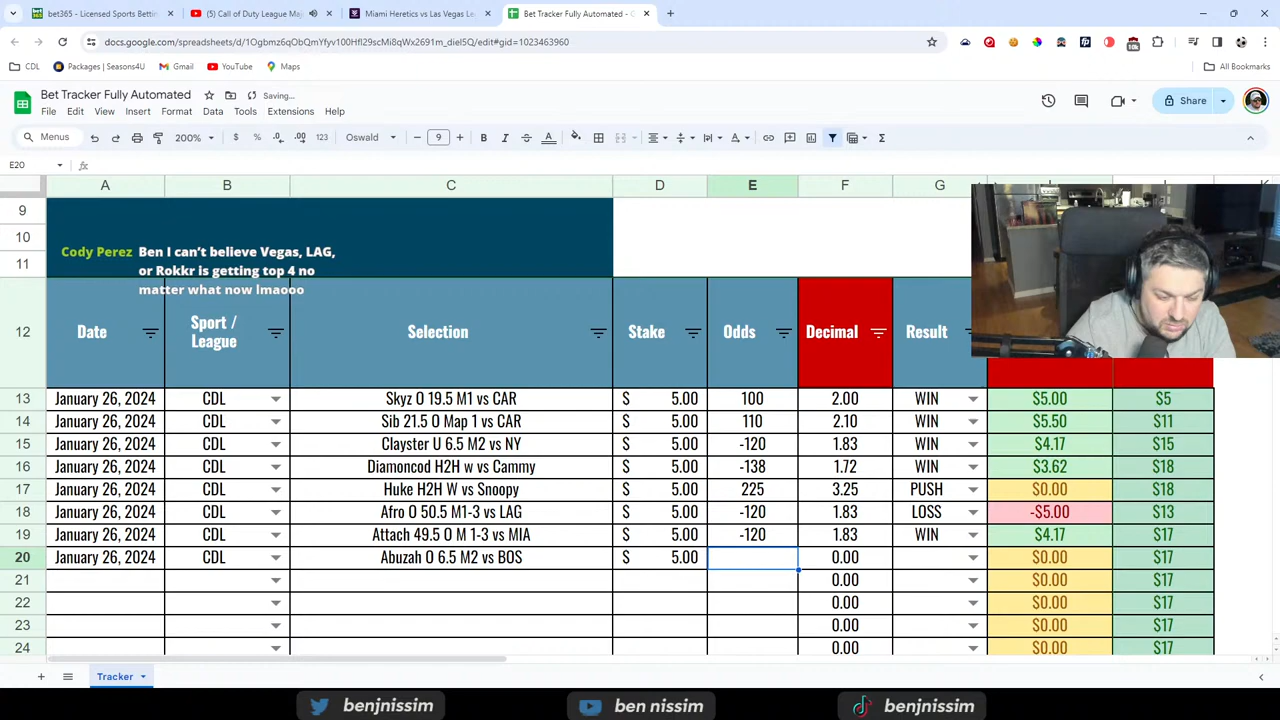 bet365 - Licensed Sports Bettin
(5) Call of Duty League Maj
Miami Heretics vs Las Vegas Le
Bet Tracker Fully Automated - G
docs.google.com/spreadsheets/d/
/edit#gid=1023463960
CDL
Packages | Seasons4U
Gmail
YouTube
Maps
All Bookmarks
Bet Tracker Fully Automated
Saving...
File Edit View Insert Format Data Tools Extensions Help
Share
Menus
200%
$ % .0 .00 123
Oswald
9
E20
A B C D E F G
9
10
11
Cody Perez Ben I can't believe Vegas, LAG,
or Rokkr is getting top 4 no
matter what now lmaooo
12 Date Sport / League Selection Stake Odds Decimal Result
13 January 26, 2024 CDL Skyz O 19.5 M1 vs CAR $ 5.00 100 2.00 WIN $5.00 $5
14 January 26, 2024 CDL Sib 21.5 O Map 1 vs CAR $ 5.00 110 2.10 WIN $5.50 $11
15 January 26, 2024 CDL Clayster U 6.5 M2 vs NY $ 5.00 -120 1.83 WIN $4.17 $15
16 January 26, 2024 CDL Diamoncod H2H w vs Cammy $ 5.00 -138 1.72 WIN $3.62 $18
17 January 26, 2024 CDL Huke H2H W vs Snoopy $ 5.00 225 3.25 PUSH $0.00 $18
18 January 26, 2024 CDL Afro O 50.5 M1-3 vs LAG $ 5.00 -120 1.83 LOSS -$5.00 $13
19 January 26, 2024 CDL Attach 49.5 O M 1-3 vs MIA $ 5.00 -120 1.83 WIN $4.17 $17
20 January 26, 2024 CDL Abuzah O 6.5 M2 vs BOS $ 5.00 0.00 $0.00 $17
21 0.00 $0.00 $17
22 0.00 $0.00 $17
23 0.00 $0.00 $17
24 0.00 $0.00 $17
Tracker
benjnissim
ben nissim
benjnissim